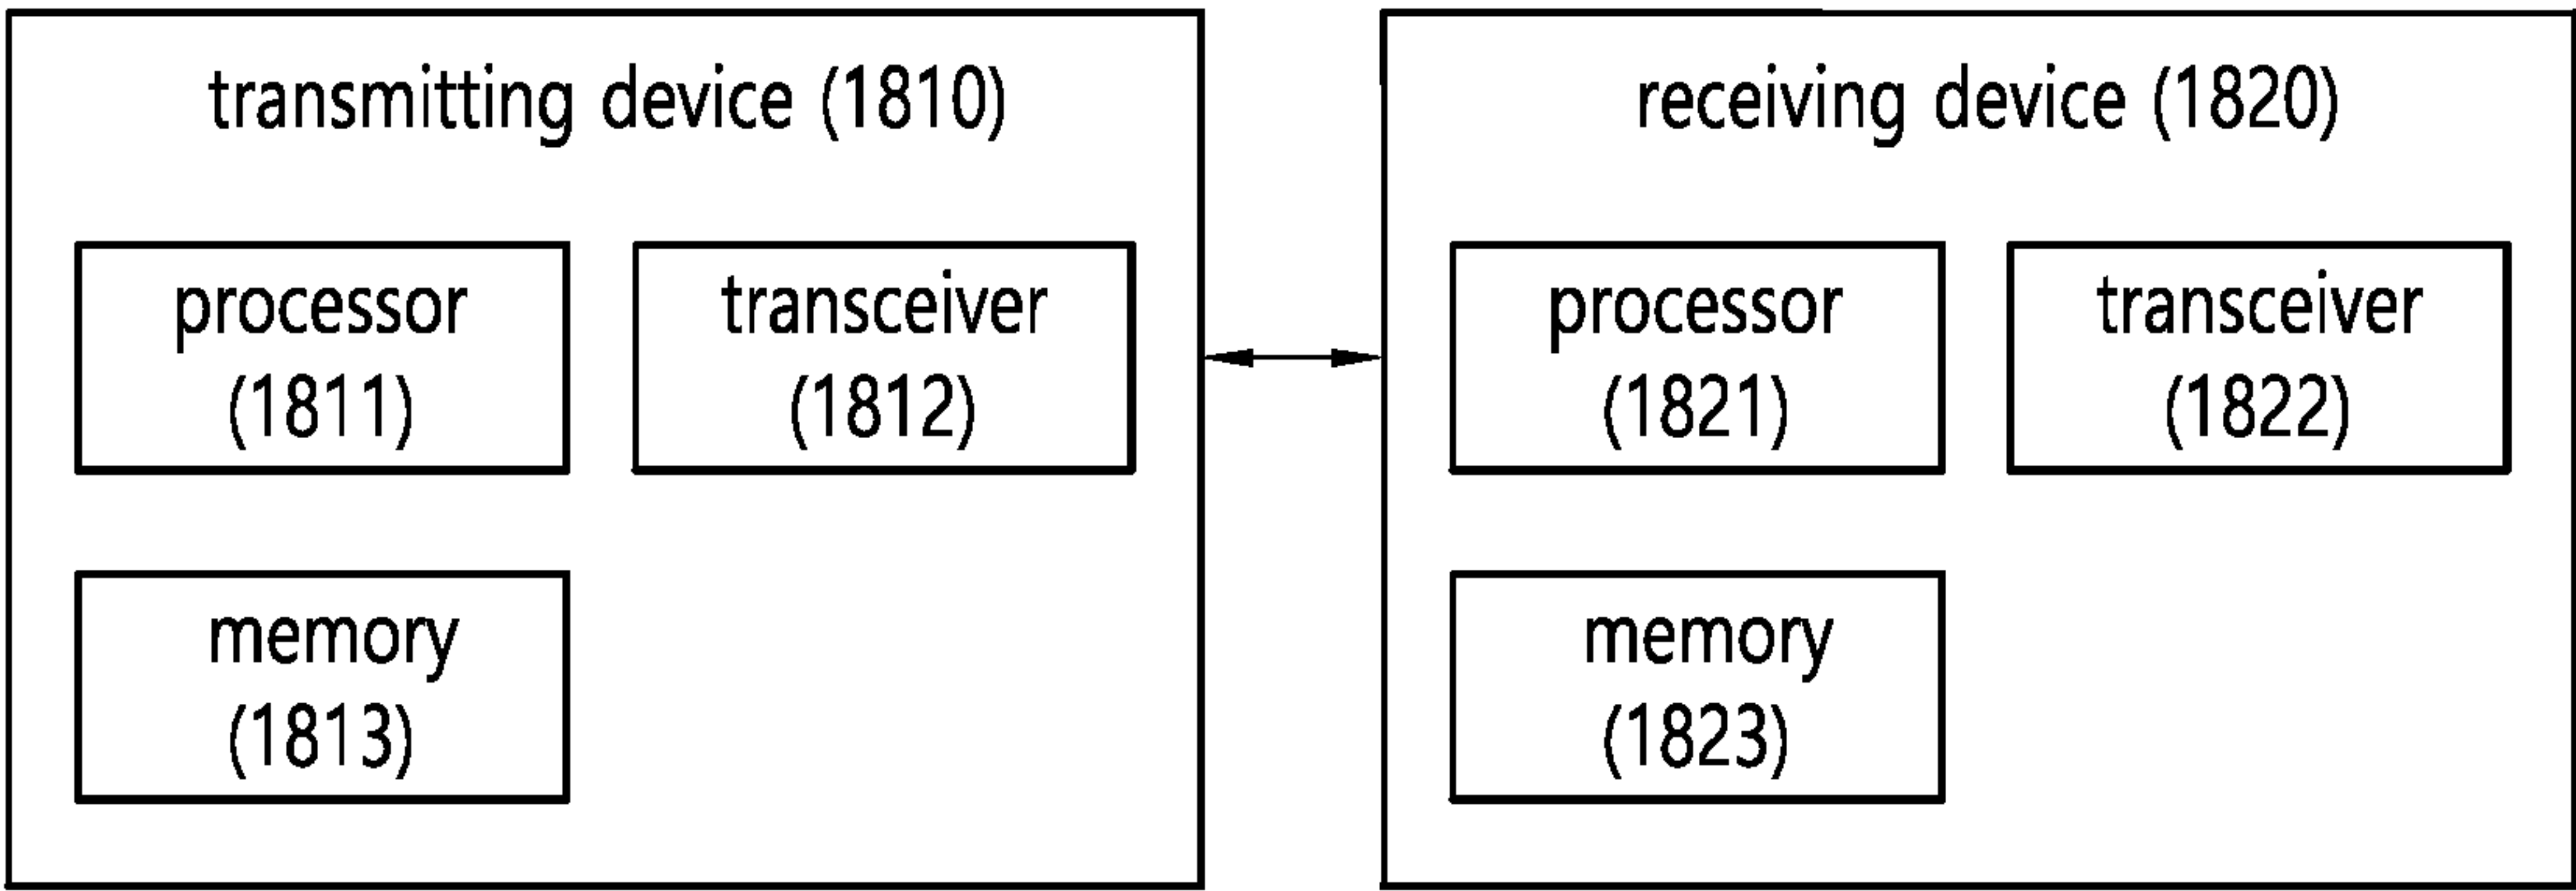 transmitting device (1810)
processor
(1811)
transceiver
(1812)
memory
(1813)
receiving device (1820)
processor
(1821)
transceiver
(1822)
memory
(1823)